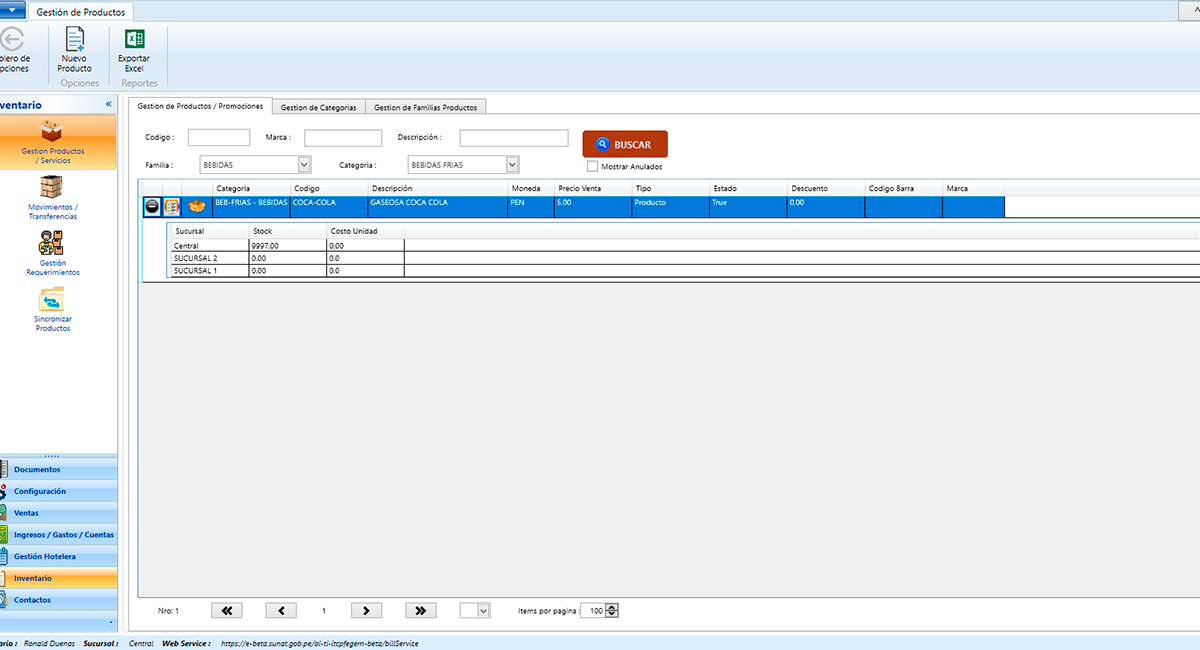 Gestión de Productos
blero de
pciones
Nuevo
Producto
Exportar
Excel
Opciones
Reportes
ventario
«
Gestion Productos
/ Servicios
Movimientos /
Transferencias
Gestión
Requerimientos
Sincronizar
Productos
Documentos
Configuración
Ventas
Ingresos / Gastos / Cuentas
Gestión Hotelera
Inventario
Contactos
Gestion de Productos / Promociones
Gestion de Categorias
Gestion de Familias Productos
Codigo :
Marca :
Descripción :
BUSCAR
Familia :
BEBIDAS
Categoria :
BEBIDAS FRIAS
Mostrar Anulados
Categoria Codigo Descripción Moneda Precio Venta Tipo Estado Descuento Codigo Barra Marca
BEB-FRIAS - BEBIDAS COCA-COLA GASEOSA COCA COLA PEN 5.00 Producto True 0.00
Sucursal Stock Costo Unidad
Central 9997.00 0.00
SUCURSAL 2 0.00 0.0
SUCURSAL 1 0.00 0.0
Nro: 1
1
Items por pagina : 100
ario : Ronald Duenas Sucursal : Central Web Service : https://e-beta.sunat.gob.pe/ol-ti-itcpfegem-beta/billService